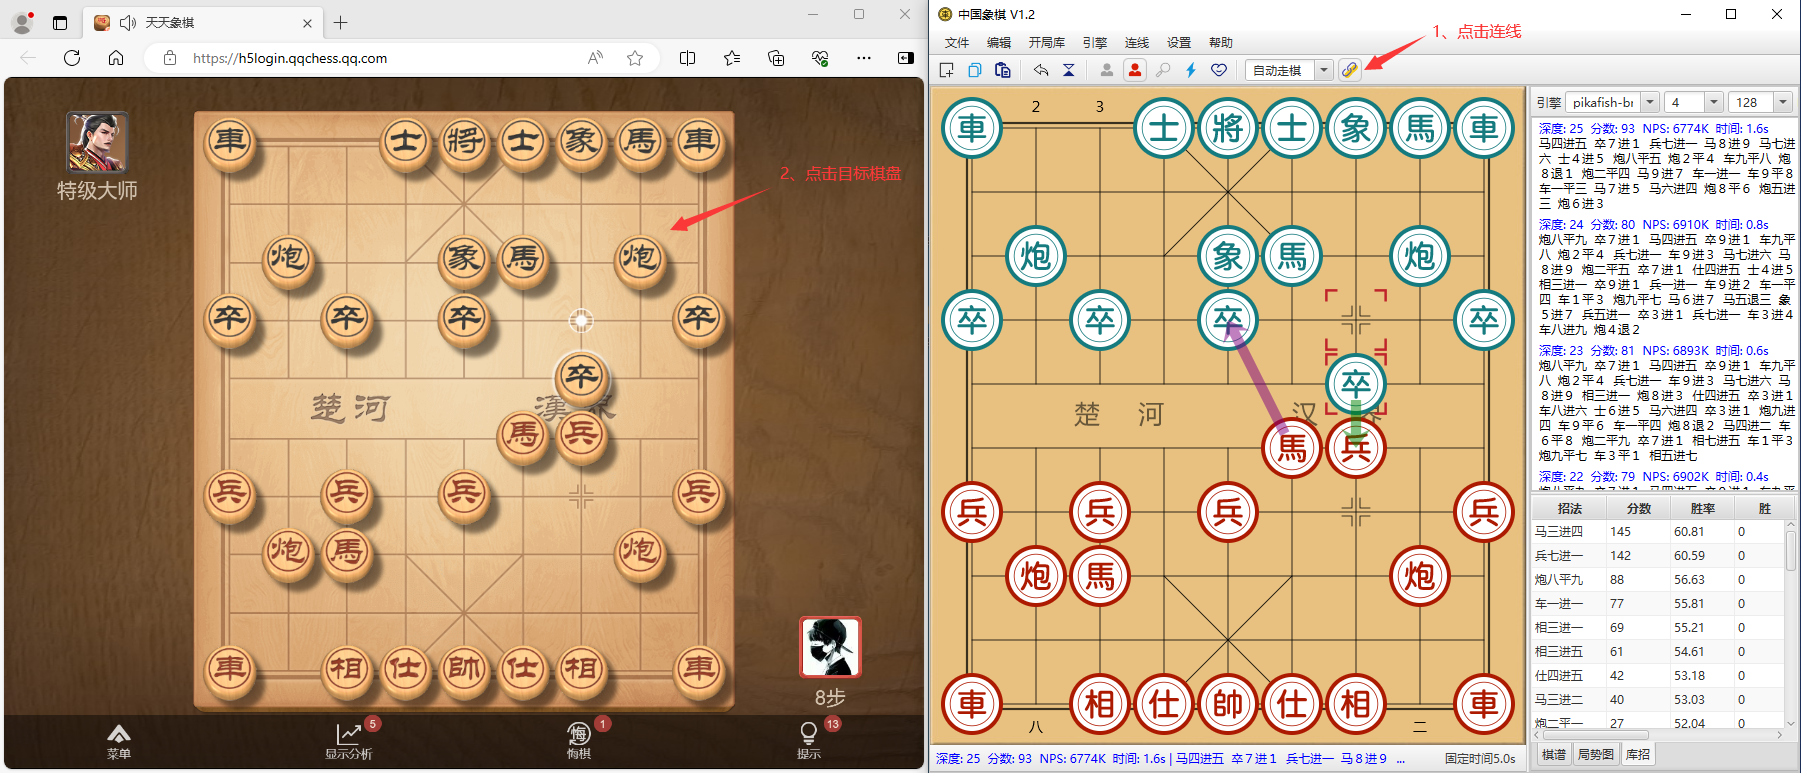 天天象棋
https://h5login.qqchess.qq.com
特级大师
車 士 將 士 象 馬 車
炮 象 馬 炮
卒 卒 卒 卒
卒
楚河
馬 兵
兵 兵 兵 兵
炮 馬 炮
車 相 仕 帥 仕 相 車
8步
菜单
5
显示分析
1
悔
悔棋
13
提示
2、点击目标棋盘
中国象棋 V1.2
1、点击连线
文件 编辑 开局库 引擎 连线 设置 帮助
自动走棋
2 3
車 士 將 士 象 馬 車
炮 象 馬 炮
卒 卒 卒 卒
卒
楚 河 汉 界
馬 兵
兵 兵 兵 兵
炮 馬 炮
車 相 仕 帥 仕 相 車
八 二
深度: 25 分数: 93 NPS: 6774K 时间: 1.6s | 马四进五 卒7进1 兵七进一 马8进9 ...
固定时间5.0s
引擎 pikafish-br 4 128
深度: 25 分数: 93 NPS: 6774K 时间: 1.6s
马四进五 卒7进1 兵七进一 马8进9 马七进
六 士4进5 炮八平五 炮2平4 车九平八 炮
8退1 炮二平四 马9进7 车一进一 车9平8
车一平三 马7进5 马六进四 炮8平6 炮五进
三 炮6进3
深度: 24 分数: 80 NPS: 6910K 时间: 0.8s
炮八平九 卒7进1 马四进五 卒9进1 车九平
八 炮2平4 兵七进一 车9进3 马七进六 马
8进9 炮二平五 卒7进1 仕四进五 士4进5
相三进一 卒9进1 兵一进一 车9进2 车一平
四 车1平3 炮九平七 马6进7 马五退三 象
5进7 兵五进一 卒3进1 兵七进一 车3进4
车八进九 炮4退2
深度: 23 分数: 81 NPS: 6893K 时间: 0.6s
炮八平九 卒7进1 马四进五 卒9进1 车九平
八 炮2平4 兵七进一 车9进3 马七进六 马
8进9 相三进一 炮8进3 仕四进五 卒3进1
车八进六 士6进5 马六进四 卒3进1 炮九进
四 车9平6 车一平四 炮8退2 马四进二 车
6平8 炮二平九 卒7进1 相七进五 车1平3
炮九平七 车3平1 相五进七
深度: 22 分数: 79 NPS: 6902K 时间: 0.4s
招法 分数 胜率 胜
马三进四 145 60.81 0
兵七进一 142 60.59 0
炮八平九 88 56.63 0
车一进一 77 55.81 0
相三进一 69 55.21 0
相三进五 61 54.61 0
仕四进五 42 53.18 0
马三进二 40 53.03 0
炮二平一 27 52.04 0
棋谱 局势图 库招